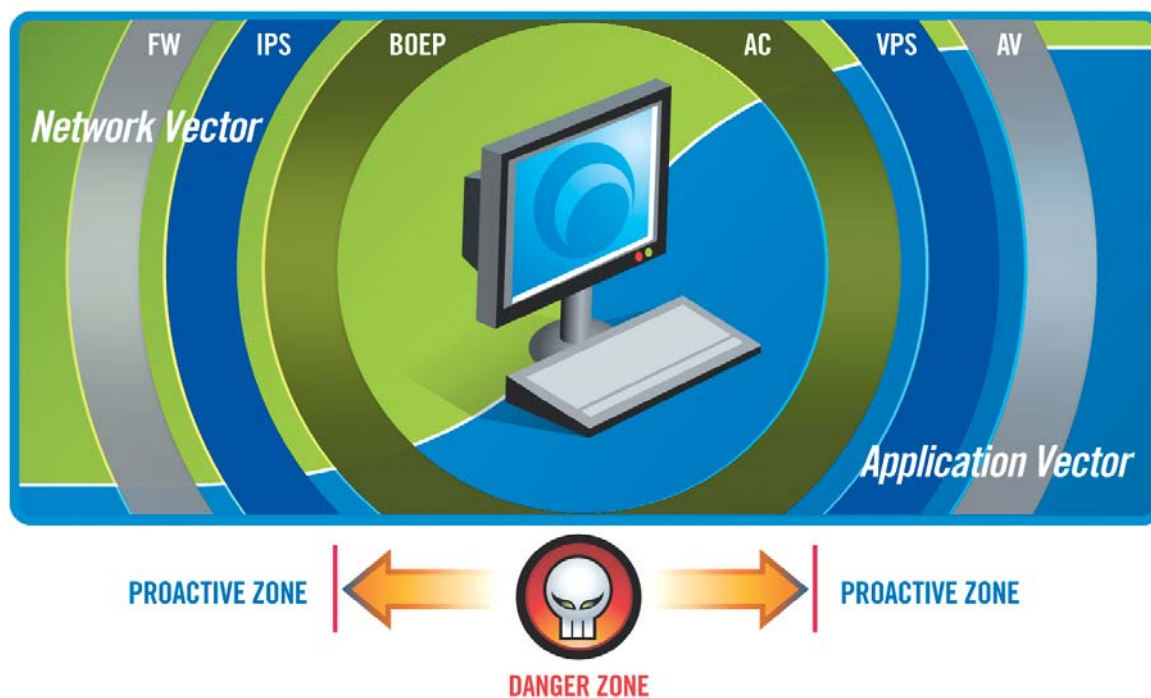 FW IPS BOEP AC VPS AV
Network Vector
Application Vector
PROACTIVE ZONE PROACTIVE ZONE
DANGER ZONE